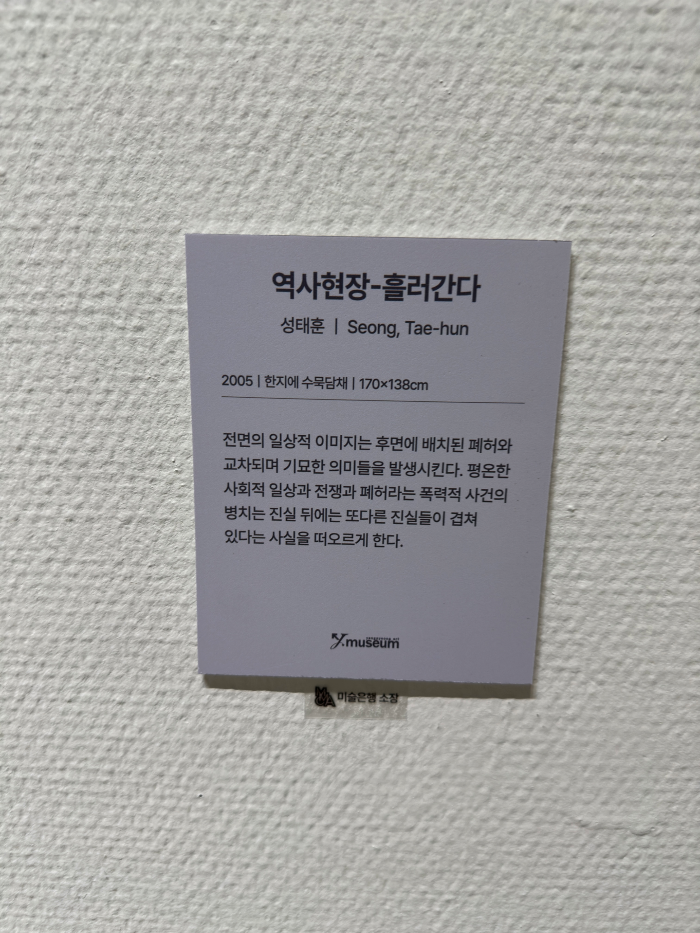 역사현장-흘러간다
성태훈 | Seong, Tae-hun
2005 | 한지에 수묵담채 | 170×138cm
전면의 일상적 이미지는 후면에 배치된 폐허와
교차되며 기묘한 의미들을 발생시킨다. 평온한
사회적 일상과 전쟁과 폐허라는 폭력적 사건의
병치는 진실 뒤에는 또다른 진실들이 겹쳐
있다는 사실을 떠오르게 한다.
Y.museum
미술은행 소장